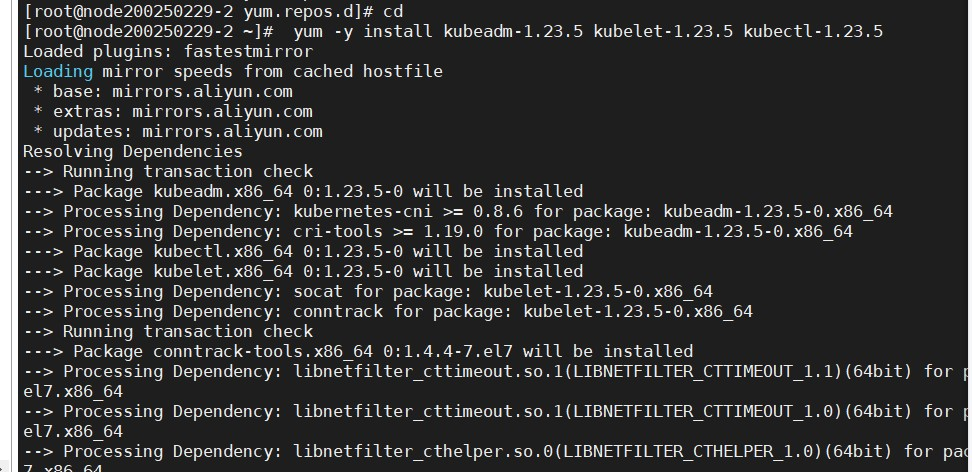 [root@node200250229-2 yum.repos.d]# cd
[root@node200250229-2 ~]#  yum -y install kubeadm-1.23.5 kubelet-1.23.5 kubectl-1.23.5
Loaded plugins: fastestmirror
Loading mirror speeds from cached hostfile
 * base: mirrors.aliyun.com
 * extras: mirrors.aliyun.com
 * updates: mirrors.aliyun.com
Resolving Dependencies
--> Running transaction check
---> Package kubeadm.x86_64 0:1.23.5-0 will be installed
--> Processing Dependency: kubernetes-cni >= 0.8.6 for package: kubeadm-1.23.5-0.x86_64
--> Processing Dependency: cri-tools >= 1.19.0 for package: kubeadm-1.23.5-0.x86_64
---> Package kubectl.x86_64 0:1.23.5-0 will be installed
---> Package kubelet.x86_64 0:1.23.5-0 will be installed
--> Processing Dependency: socat for package: kubelet-1.23.5-0.x86_64
--> Processing Dependency: conntrack for package: kubelet-1.23.5-0.x86_64
--> Running transaction check
---> Package conntrack-tools.x86_64 0:1.4.4-7.el7 will be installed
--> Processing Dependency: libnetfilter_cttimeout.so.1(LIBNETFILTER_CTTIMEOUT_1.1)(64bit) for p
el7.x86_64
--> Processing Dependency: libnetfilter_cttimeout.so.1(LIBNETFILTER_CTTIMEOUT_1.0)(64bit) for p
el7.x86_64
--> Processing Dependency: libnetfilter_cthelper.so.0(LIBNETFILTER_CTHELPER_1.0)(64bit) for pac
7.x86_64